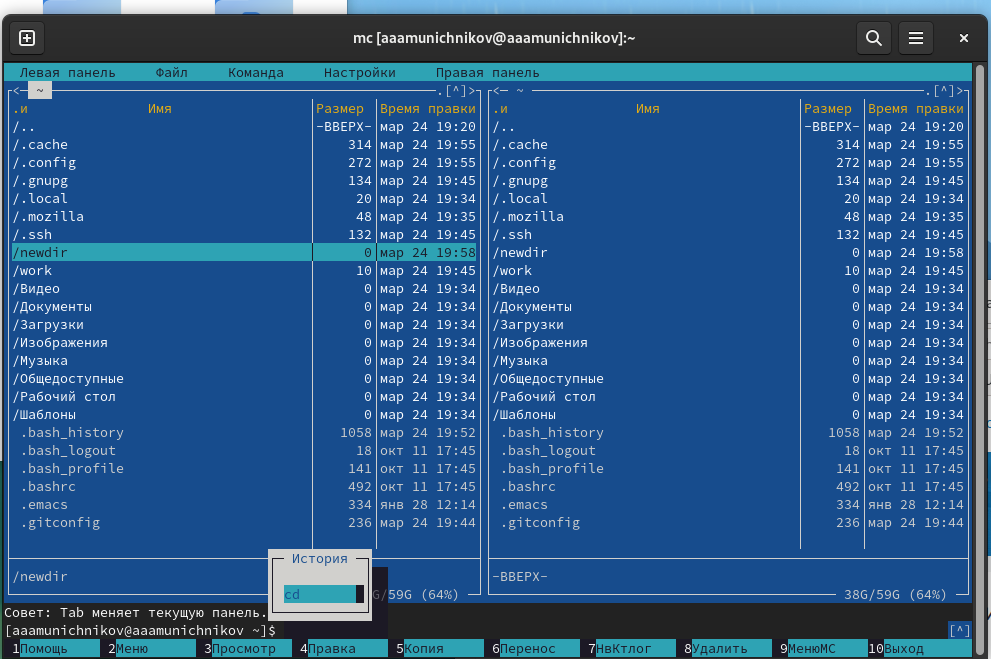 mc [aaamunichnikov@aaamunichnikov]:~
Левая панель Файл Команда Настройки Правая панель
<— ~ .[^]> <— ~ .[^]>
.и Имя Размер Время правки .и Имя Размер Время правки
/.. -ВВЕРХ- мар 24 19:20 /.. -ВВЕРХ- мар 24 19:20
/.cache 314 мар 24 19:55 /.cache 314 мар 24 19:55
/.config 272 мар 24 19:55 /.config 272 мар 24 19:55
/.gnupg 134 мар 24 19:45 /.gnupg 134 мар 24 19:45
/.local 20 мар 24 19:34 /.local 20 мар 24 19:34
/.mozilla 48 мар 24 19:35 /.mozilla 48 мар 24 19:35
/.ssh 132 мар 24 19:45 /.ssh 132 мар 24 19:45
/newdir 0 мар 24 19:58 /newdir 0 мар 24 19:58
/work 10 мар 24 19:45 /work 10 мар 24 19:45
/Видео 0 мар 24 19:34 /Видео 0 мар 24 19:34
/Документы 0 мар 24 19:34 /Документы 0 мар 24 19:34
/Загрузки 0 мар 24 19:34 /Загрузки 0 мар 24 19:34
/Изображения 0 мар 24 19:34 /Изображения 0 мар 24 19:34
/Музыка 0 мар 24 19:34 /Музыка 0 мар 24 19:34
/Общедоступные 0 мар 24 19:34 /Общедоступные 0 мар 24 19:34
/Рабочий стол 0 мар 24 19:34 /Рабочий стол 0 мар 24 19:34
/Шаблоны 0 мар 24 19:34 /Шаблоны 0 мар 24 19:34
.bash_history 1058 мар 24 19:52 .bash_history 1058 мар 24 19:52
.bash_logout 18 окт 11 17:45 .bash_logout 18 окт 11 17:45
.bash_profile 141 окт 11 17:45 .bash_profile 141 окт 11 17:45
.bashrc 492 окт 11 17:45 .bashrc 492 окт 11 17:45
.emacs 334 янв 28 12:14 .emacs 334 янв 28 12:14
.gitconfig 236 мар 24 19:44 .gitconfig 236 мар 24 19:44
История
/newdir -ВВЕРХ-
cd G/59G (64%) 38G/59G (64%)
Совет: Tab меняет текущую панель.
[aaamunichnikov@aaamunichnikov ~]$ [^]
1Помощь 2Меню 3Просмотр 4Правка 5Копия 6Перенос 7НвКтлог 8Удалить 9МенюMC 10Выход